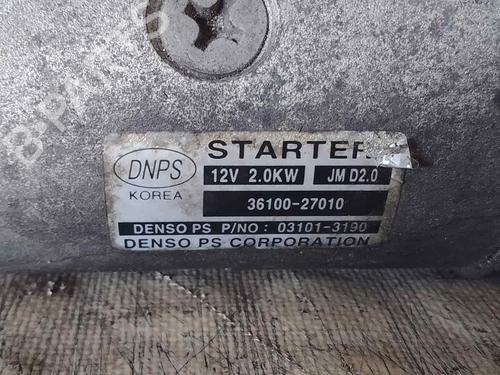 B-PARTS
STARTER
DNPS
KOREA
12V 2.0KW JM D2.0
36100-27010
DENSO PS P/NO : 03101-3190
DENSO PS CORPORATION